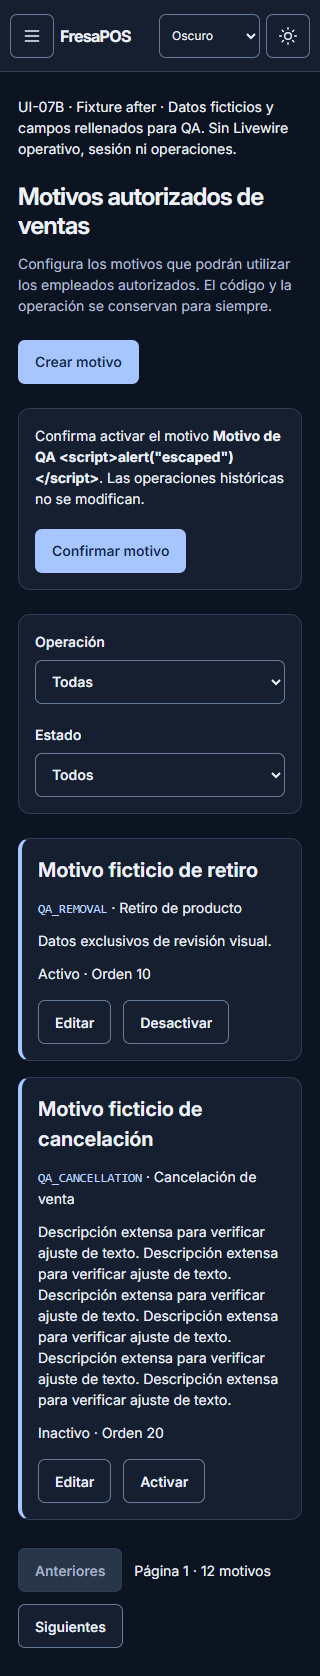 FresaPOS
Oscuro
UI-07B · Fixture after · Datos ficticios y
campos rellenados para QA. Sin Livewire
operativo, sesión ni operaciones.
Motivos autorizados de
ventas
Configura los motivos que podrán utilizar
los empleados autorizados. El código y la
operación se conservan para siempre.
Crear motivo
Confirma activar el motivo Motivo de
QA <script>alert("escaped")
</script>. Las operaciones históricas
no se modifican.
Confirmar motivo
Operación
Todas
Estado
Todos
Motivo ficticio de retiro
QA_REMOVAL · Retiro de producto
Datos exclusivos de revisión visual.
Activo · Orden 10
Editar
Desactivar
Motivo ficticio de
cancelación
QA_CANCELLATION · Cancelación de
venta
Descripción extensa para verificar
ajuste de texto. Descripción extensa
para verificar ajuste de texto.
Descripción extensa para verificar
ajuste de texto. Descripción extensa
para verificar ajuste de texto.
Descripción extensa para verificar
ajuste de texto. Descripción extensa
para verificar ajuste de texto.
Inactivo · Orden 20
Editar
Activar
Anteriores
Página 1 · 12 motivos
Siguientes